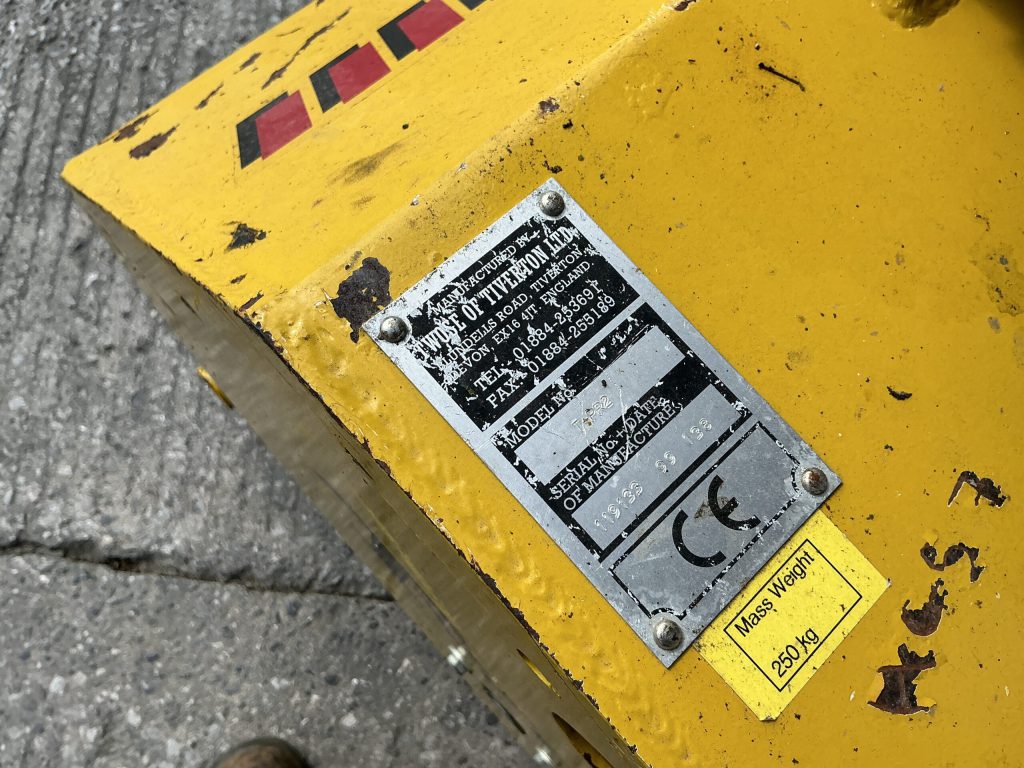 MANUFACTURED BY
TWOSE OF TIVERTON LTD.
BLUNDELLS ROAD, TIVERTON,
DEVON, EX16 4JT ENGLAND.
TEL: 01884-253691
FAX: 01884-255189
MODEL No.
SERIAL No. / DATE
OF MANUFACTURE.
CE
Mass Weight
250 kg